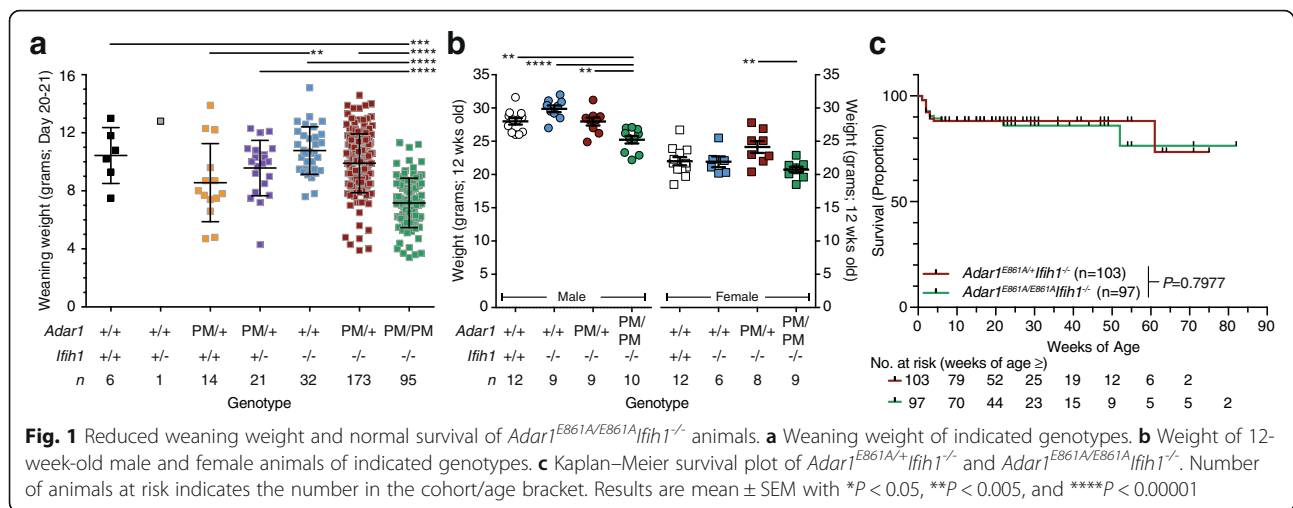 a
b
c
***
**
****
****
****
Weaning weight (grams; Day 20-21)
16
12
8
4
0
Adar1 +/+ +/+ PM/+ PM/+ +/+ PM/+ PM/PM
Ifih1 +/+ +/- +/+ +/- -/- -/- -/-
n 6 1 14 21 32 173 95
Genotype
**
****
**
**
Weight (grams; 12 wks old)
35
30
25
20
15
10
5
0
Male
Female
35
30
25
20
15
10
5
0
Weight (grams; 12 wks old)
Adar1 +/+ +/+ PM/+ PM/PM +/+ +/+ PM/+ PM/PM
Ifih1 +/+ -/- -/- -/- +/+ -/- -/- -/-
n 12 9 9 10 12 6 8 9
Genotype
Survival (Proportion)
100
50
0
Adar1E861A/+Ifih1-/- (n=103)
Adar1E861A/E861AIfih1-/- (n=97)
P=0.7977
0 10 20 30 40 50 60 70 80 90
Weeks of Age
No. at risk (weeks of age ≥)
103 79 52 25 19 12 6 2
97 70 44 23 15 9 5 5 2
Fig. 1 Reduced weaning weight and normal survival of Adar1E861A/E861AIfih1-/- animals. a Weaning weight of indicated genotypes. b Weight of 12-
week-old male and female animals of indicated genotypes. c Kaplan–Meier survival plot of Adar1E861A/+Ifih1-/- and Adar1E861A/E861AIfih1-/-. Number
of animals at risk indicates the number in the cohort/age bracket. Results are mean ± SEM with *P < 0.05, **P < 0.005, and ****P < 0.00001